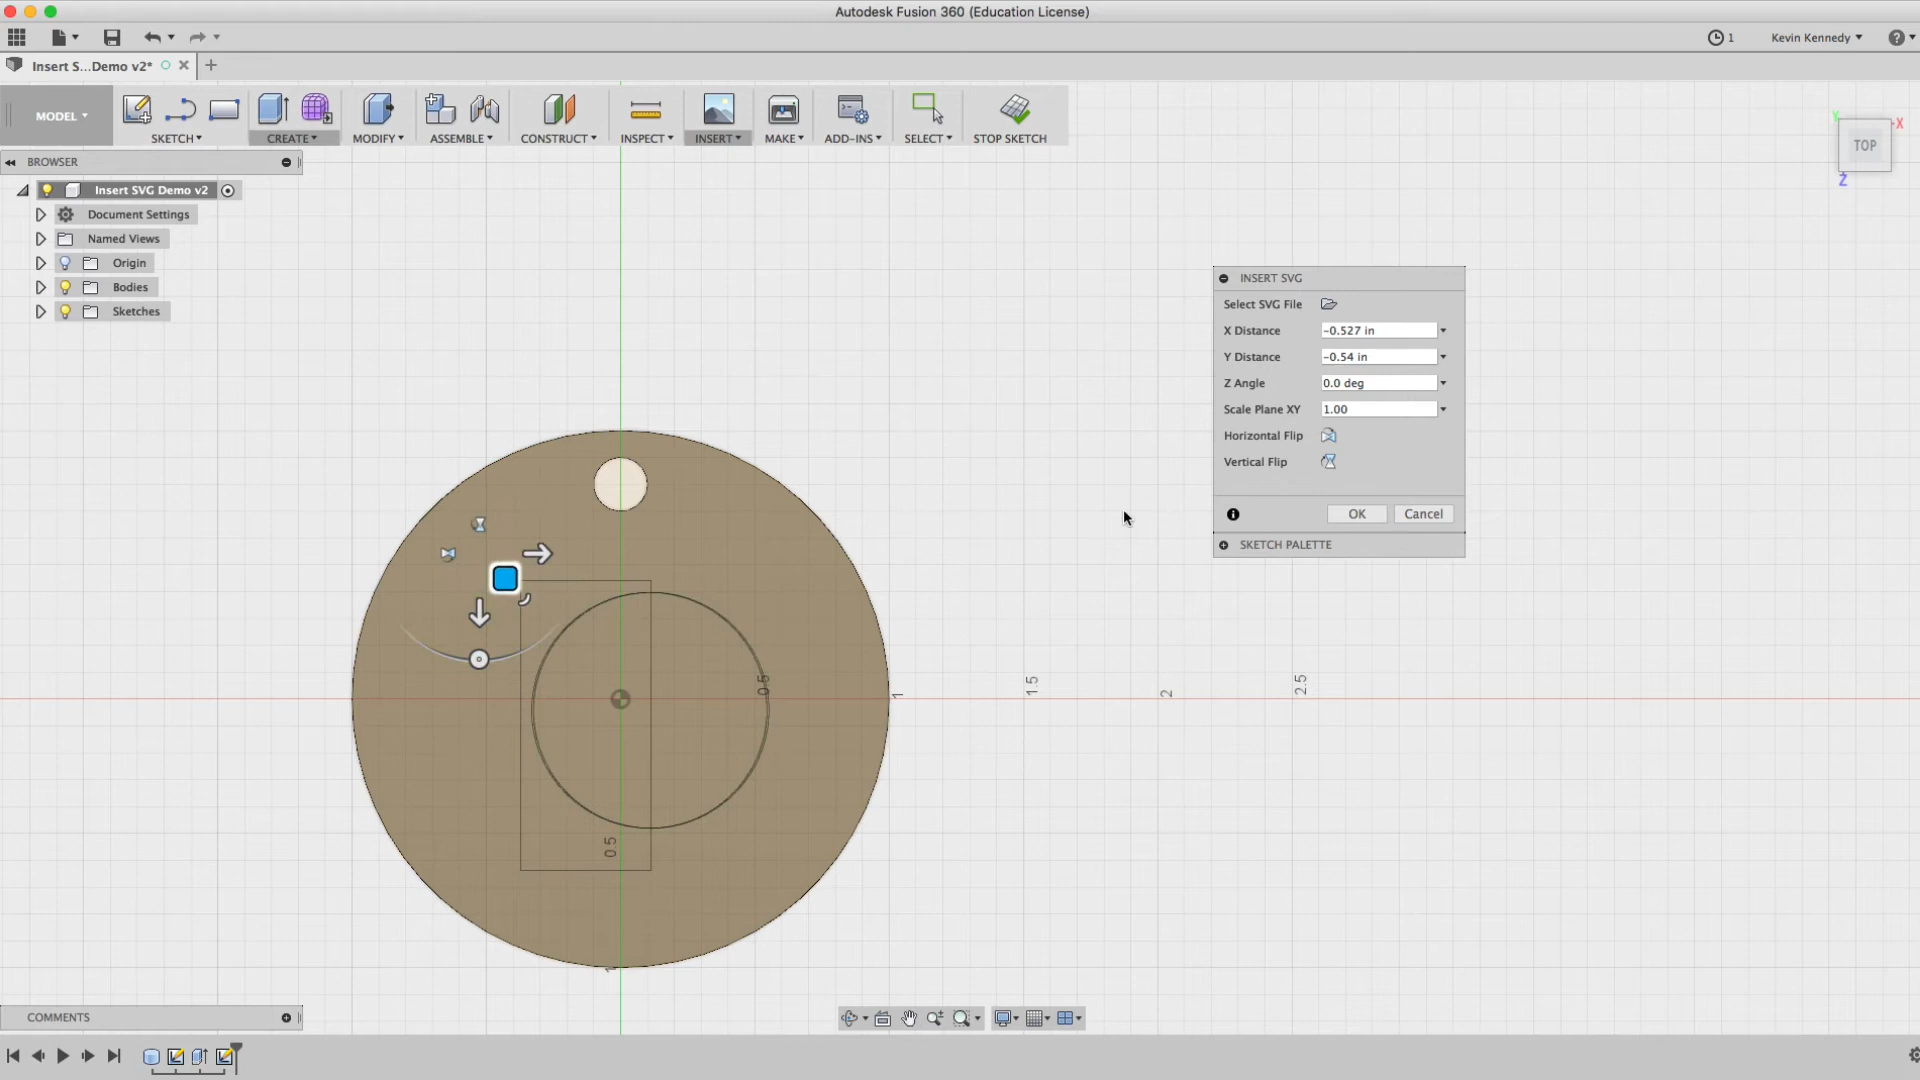 Autodesk Fusion 360 (Education License)
1
Kevin Kennedy
Insert S...Demo v2*
MODEL
SKETCH
CREATE
MODIFY
ASSEMBLE
CONSTRUCT
INSPECT
INSERT
MAKE
ADD-INS
SELECT
STOP SKETCH
Y
X
TOP
Z
BROWSER
Insert SVG Demo v2
Document Settings
Named Views
Origin
Bodies
Sketches
INSERT SVG
Select SVG File
X Distance -0.527 in
Y Distance -0.54 in
Z Angle 0.0 deg
Scale Plane XY 1.00
Horizontal Flip
Vertical Flip
OK Cancel
SKETCH PALETTE
0.5
1
1.5
2
2.5
0.5
1
COMMENTS